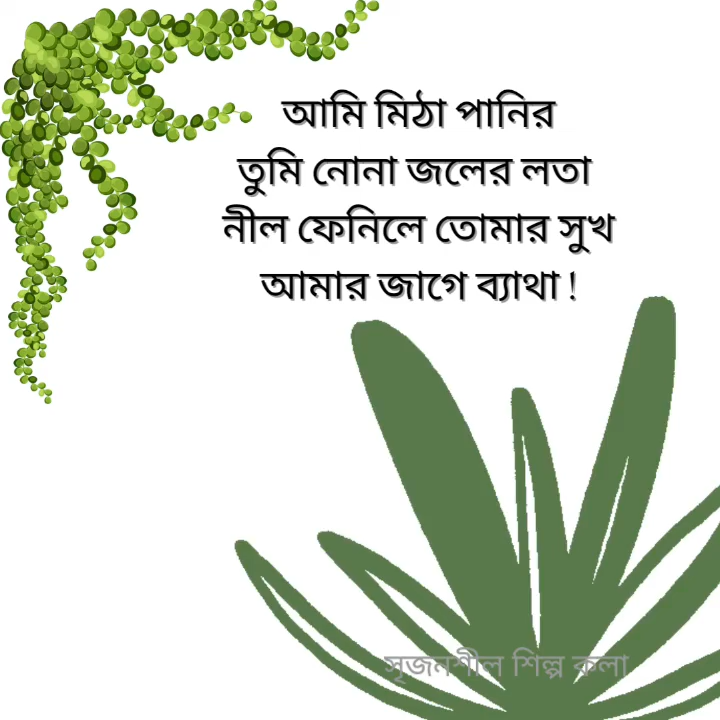 আমি মিঠা পানির
তুমি নোনা জলের লতা
নীল ফেনিলে তোমার সুখ
আমার জাগে ব্যাথা !
সৃজনশীল শিল্প কলা